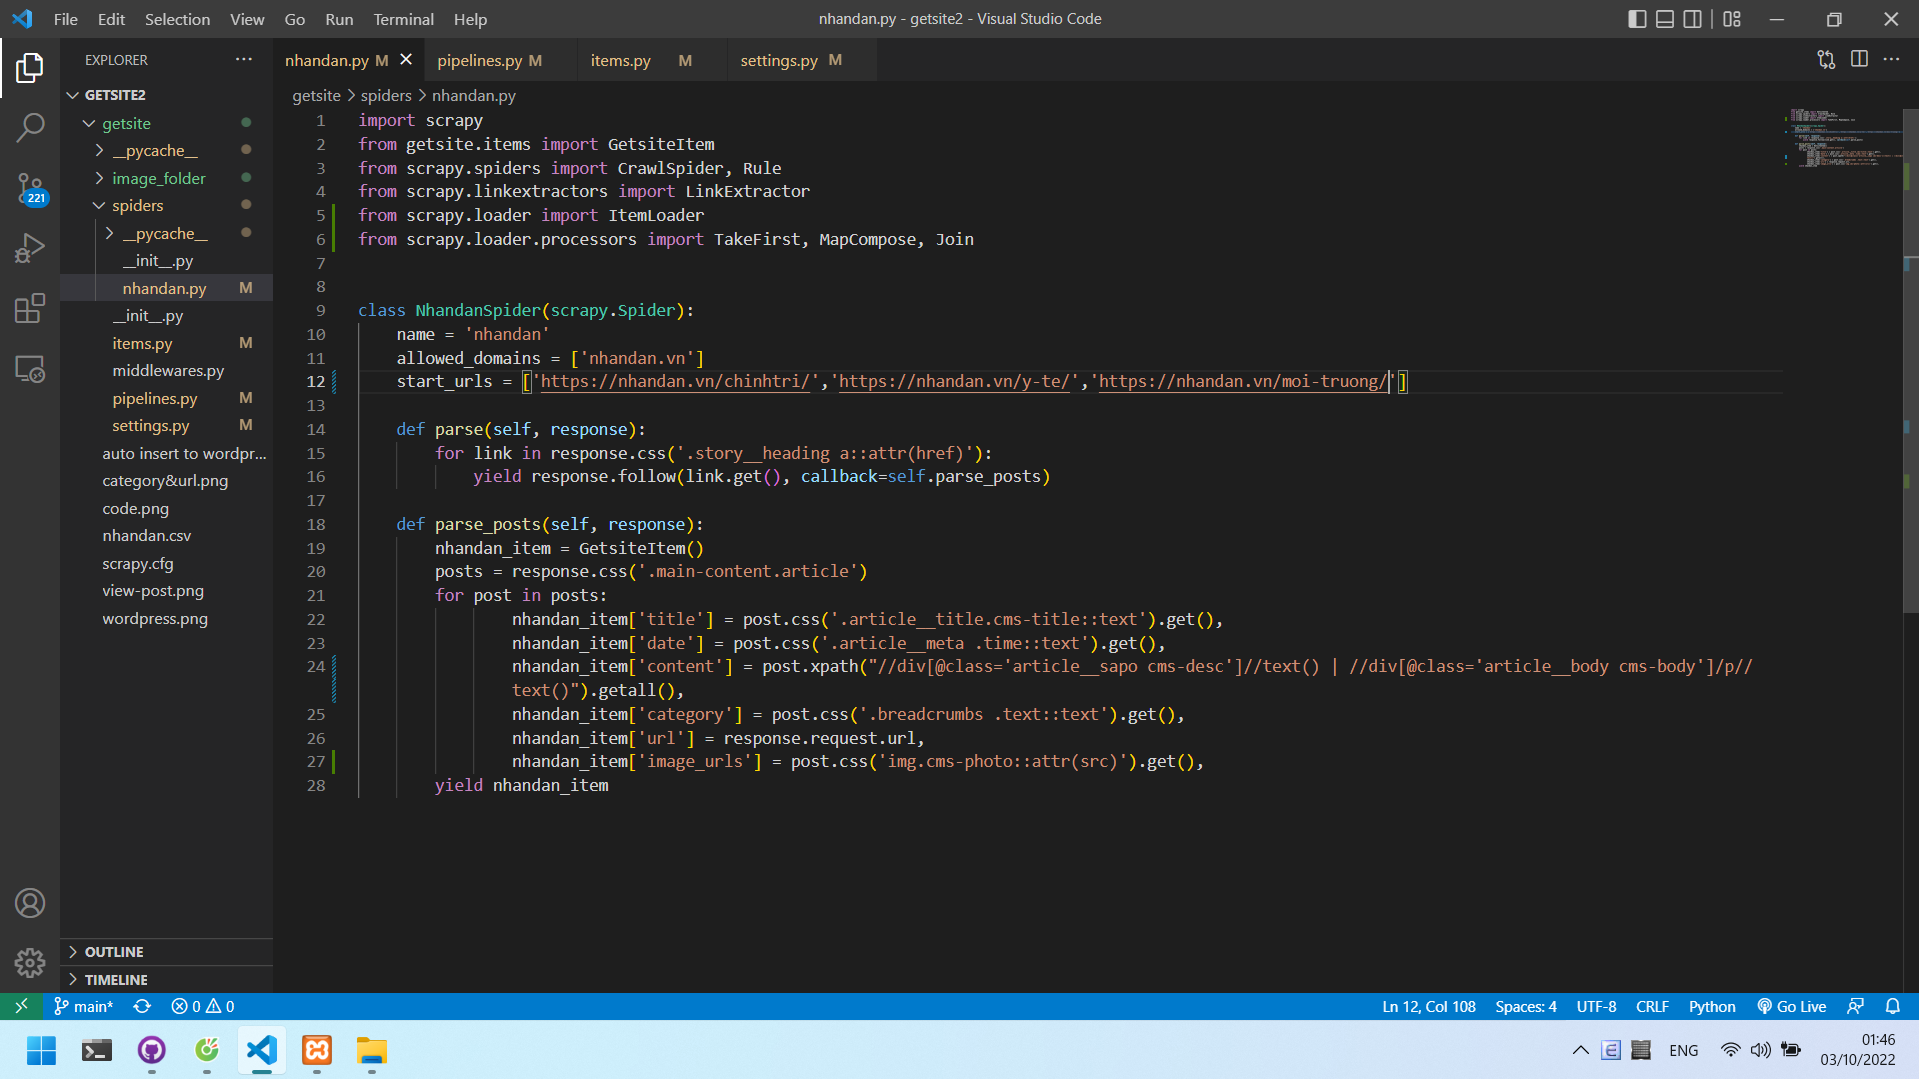 File Edit Selection View Go Run Terminal Help
nhandan.py - getsite2 - Visual Studio Code
EXPLORER
nhandan.py M
pipelines.py M
items.py M
settings.py M
GETSITE2
getsite
__pycache__
image_folder
spiders
__pycache__
__init__.py
nhandan.py M
__init__.py
items.py M
middlewares.py
pipelines.py M
settings.py M
auto insert to wordpr...
category&url.png
code.png
nhandan.csv
scrapy.cfg
view-post.png
wordpress.png
OUTLINE
TIMELINE
221
getsite > spiders > nhandan.py
1 import scrapy
2 from getsite.items import GetsiteItem
3 from scrapy.spiders import CrawlSpider, Rule
4 from scrapy.linkextractors import LinkExtractor
5 from scrapy.loader import ItemLoader
6 from scrapy.loader.processors import TakeFirst, MapCompose, Join
7
8
9 class NhandanSpider(scrapy.Spider):
10 name = 'nhandan'
11 allowed_domains = ['nhandan.vn']
12 start_urls = ['https://nhandan.vn/chinhtri/','https://nhandan.vn/y-te/','https://nhandan.vn/moi-truong/']
13
14 def parse(self, response):
15 for link in response.css('.story__heading a::attr(href)'):
16 yield response.follow(link.get(), callback=self.parse_posts)
17
18 def parse_posts(self, response):
19 nhandan_item = GetsiteItem()
20 posts = response.css('.main-content.article')
21 for post in posts:
22 nhandan_item['title'] = post.css('.article__title.cms-title::text').get(),
23 nhandan_item['date'] = post.css('.article__meta .time::text').get(),
24 nhandan_item['content'] = post.xpath("//div[@class='article__sapo cms-desc']//text() | //div[@class='article__body cms-body']/p//
text()").getall(),
25 nhandan_item['category'] = post.css('.breadcrumbs .text::text').get(),
26 nhandan_item['url'] = response.request.url,
27 nhandan_item['image_urls'] = post.css('img.cms-photo::attr(src)').get(),
28 yield nhandan_item
main* 0 0
Ln 12, Col 108 Spaces: 4 UTF-8 CRLF Python Go Live
ENG
01:46
03/10/2022